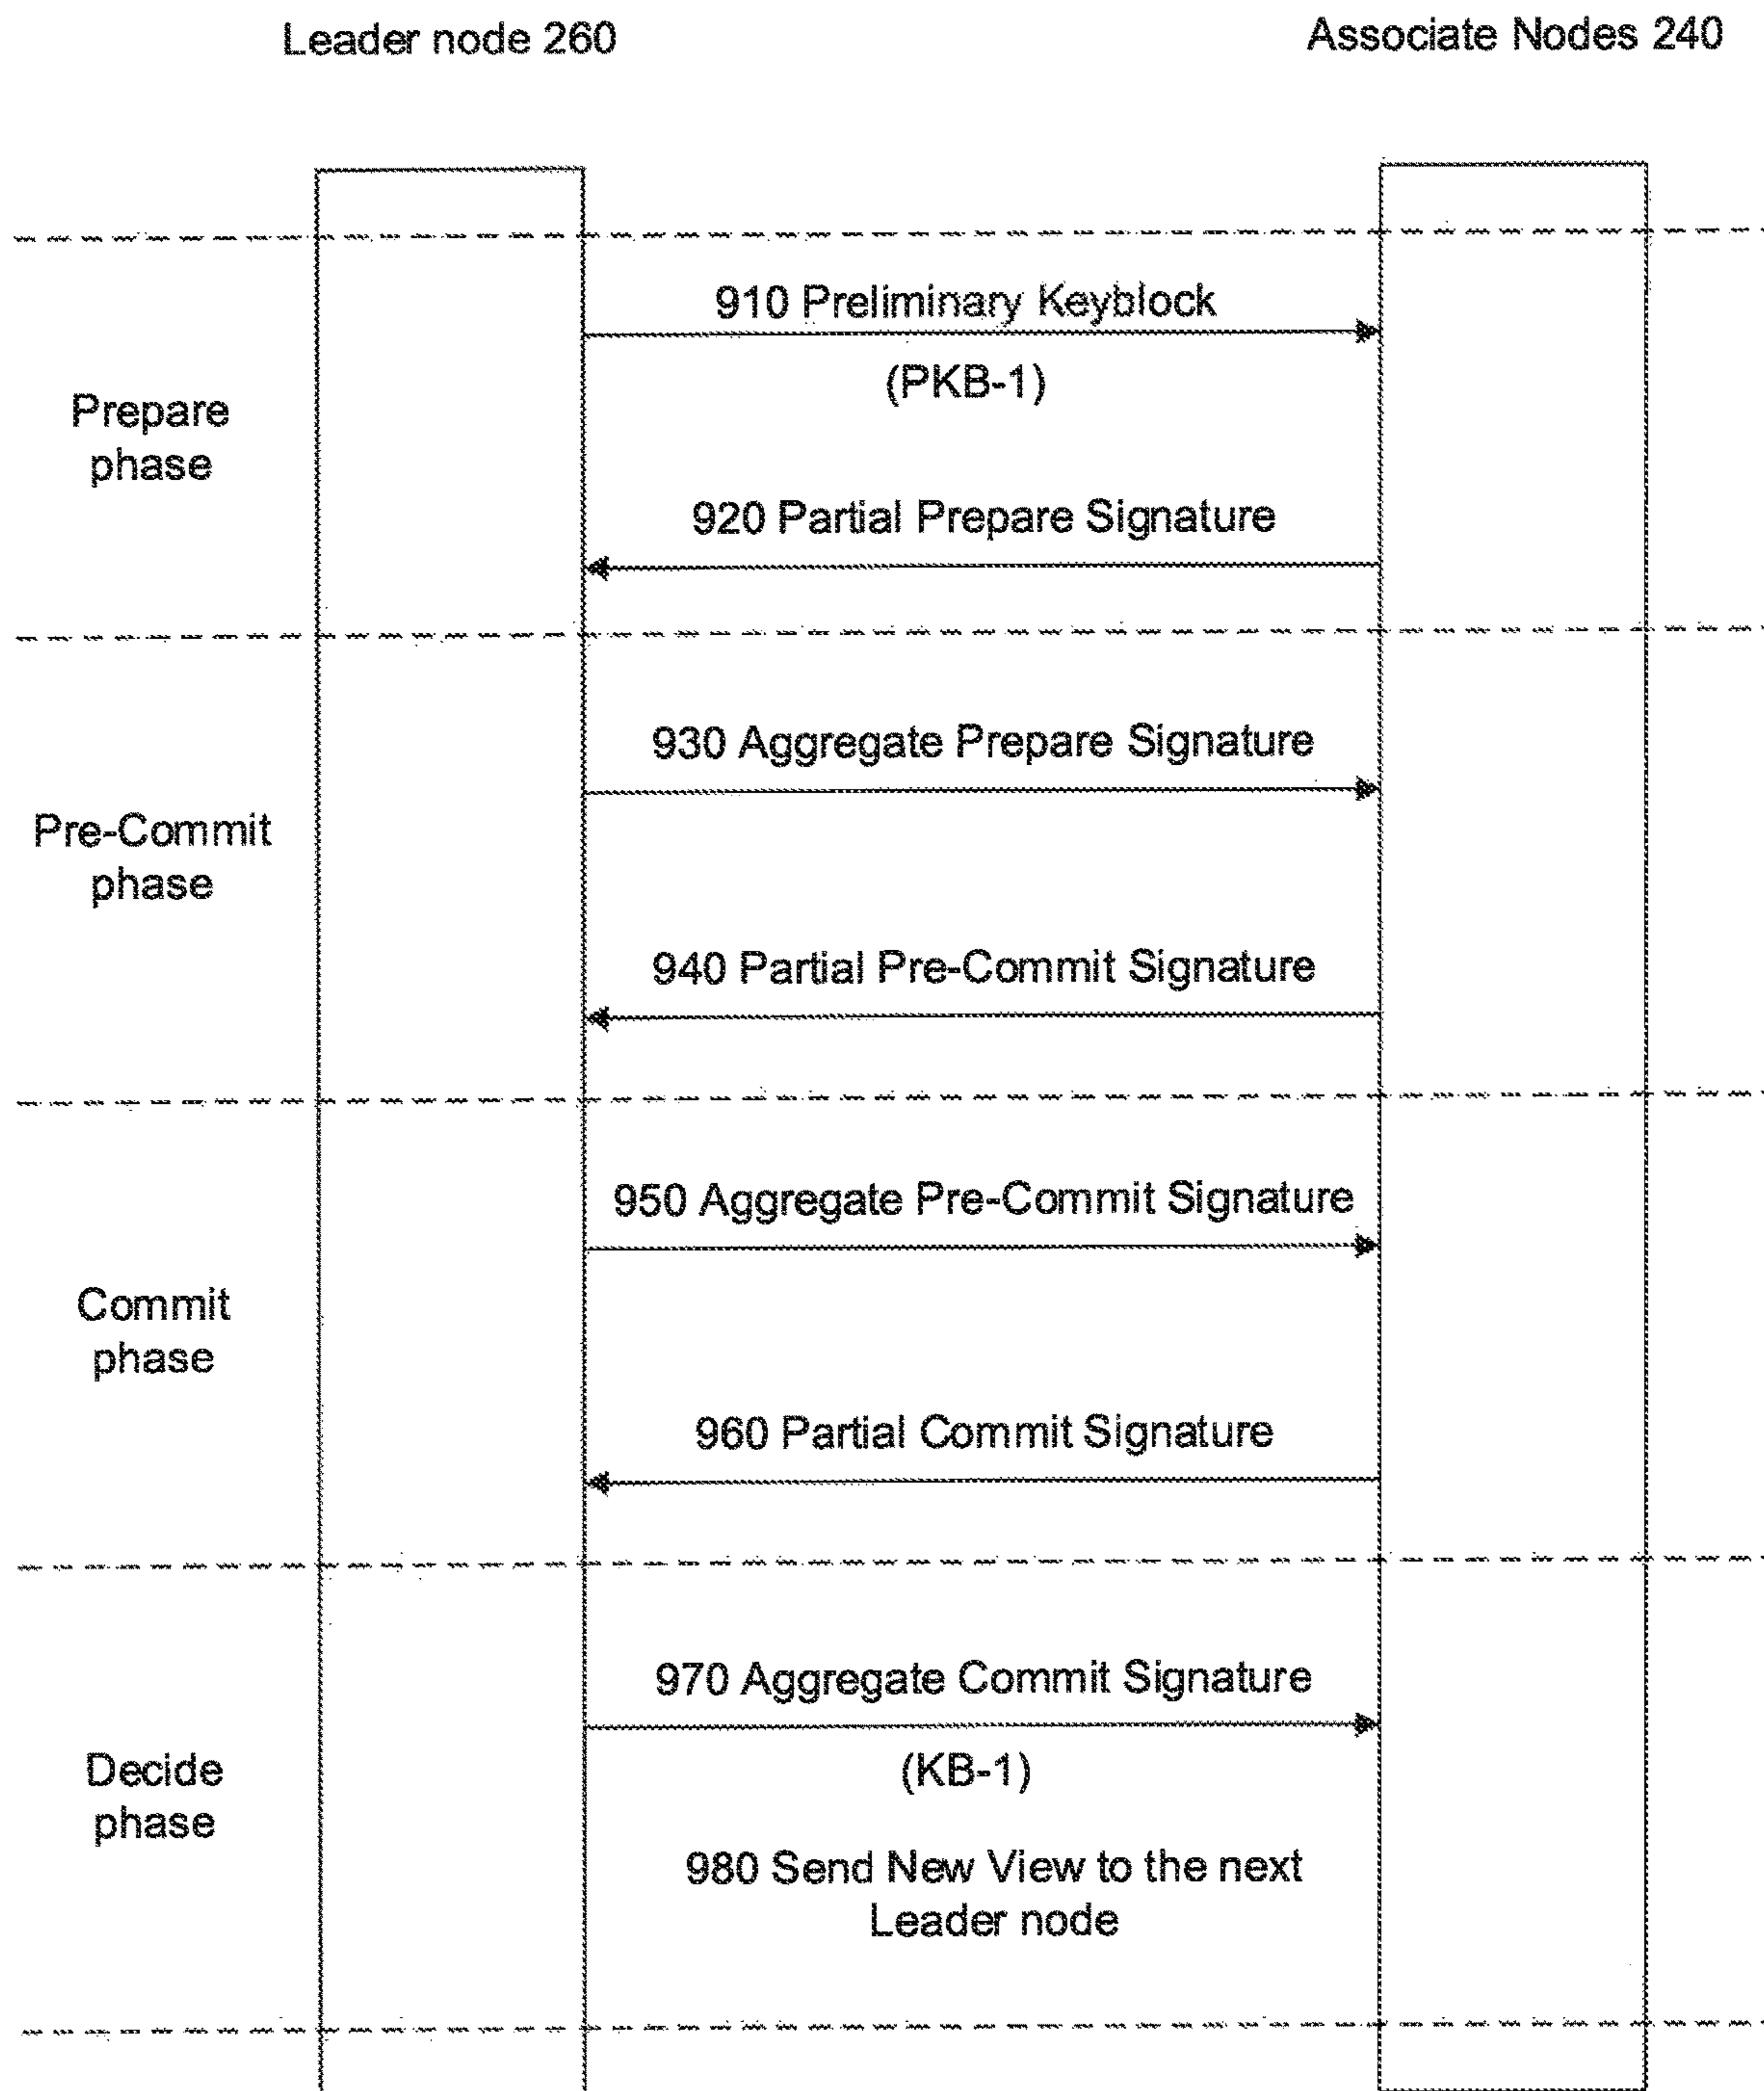 Leader node 260
Associate Nodes 240
910 Preliminary Keyblock
(PKB-1)
Prepare
phase
920 Partial Prepare Signature
930 Aggregate Prepare Signature
Pre-Commit
phase
940 Partial Pre-Commit Signature
950 Aggregate Pre-Commit Signature
Commit
phase
960 Partial Commit Signature
970 Aggregate Commit Signature
(KB-1)
Decide
phase
980 Send New View to the next
Leader node